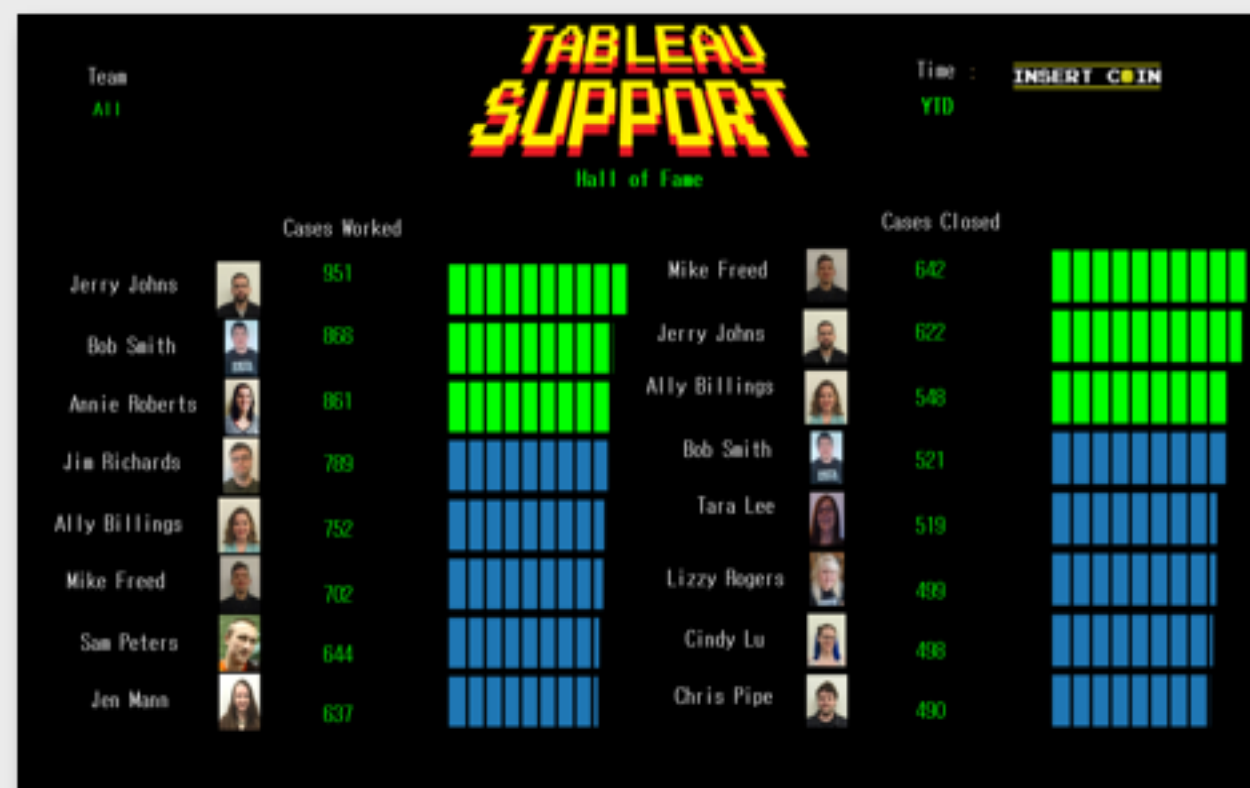 TABLEAU
SUPPORT
Team
All
Time :
YTD
INSERT COIN
Hall of Fame
Cases Worked
Jerry Johns 951
Bob Smith 868
Annie Roberts 861
Jim Richards 789
Ally Billings 752
Mike Freed 702
Sam Peters 644
Jen Mann 637
Cases Closed
Mike Freed 642
Jerry Johns 622
Ally Billings 548
Bob Smith 521
Tara Lee 519
Lizzy Rogers 499
Cindy Lu 498
Chris Pipe 490